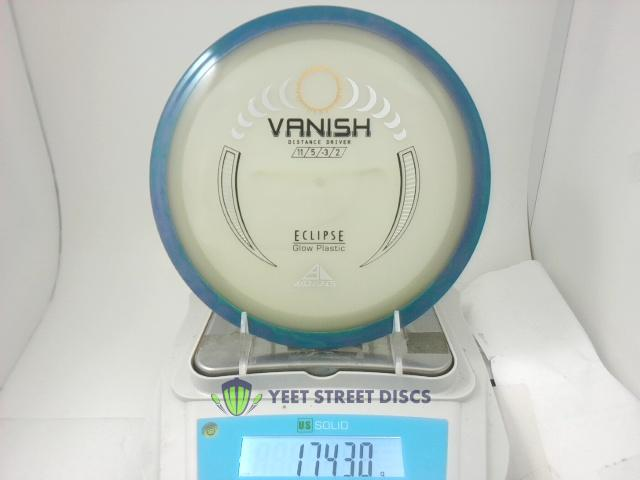 VANISH
DISTANCE DRIVER
11/5/-3/2
ECLIPSE
Glow Plastic
YEET STREET DISCS
US SOLID
174.30 g